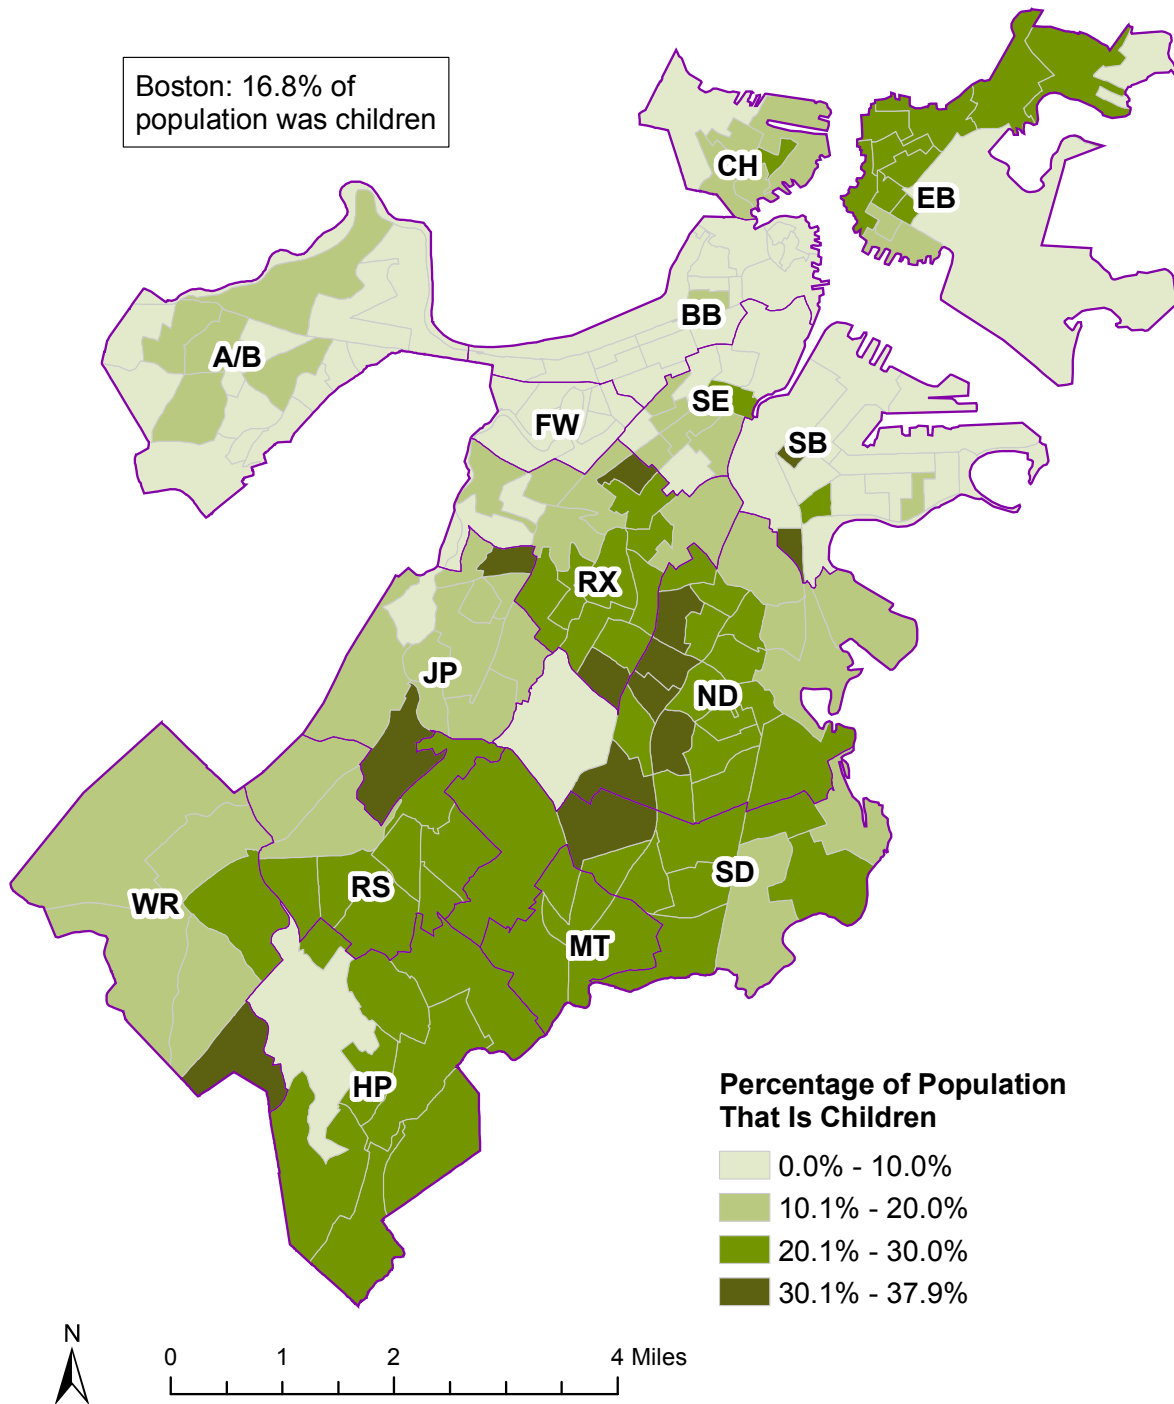 Boston: 16.8% of
population was children
CH
EB
BB
A/B
SE
FW
SB
RX
JP
ND
SD
RS
WR
MT
HP
Percentage of Population
That Is Children
0.0% - 10.0%
10.1% - 20.0%
20.1% - 30.0%
30.1% - 37.9%
N
0 1 2 4 Miles